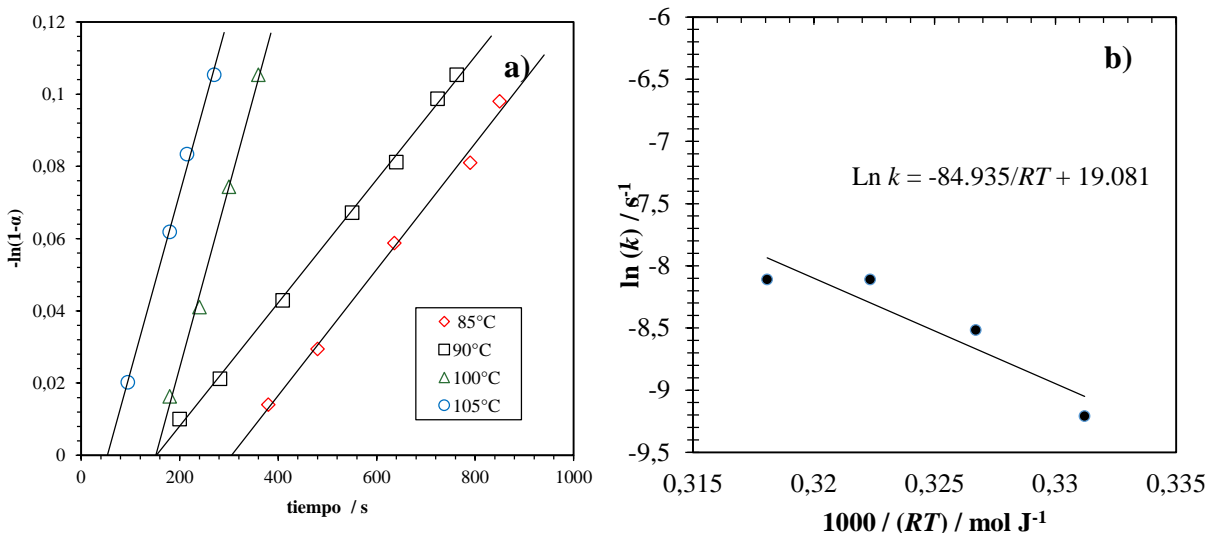 0,12
0,1
0,08
0,06
0,04
0,02
0
-ln(1-α)
a)
85°C
90°C
100°C
105°C
0 200 400 600 800 1000
tiempo / s
-6
-6,5
-7
-7,5
-8
-8,5
-9
-9,5
ln (k) / s-1
b)
Ln k = -84.935/RT + 19.081
0,315 0,32 0,325 0,33 0,335
1000 / (RT) / mol J-1